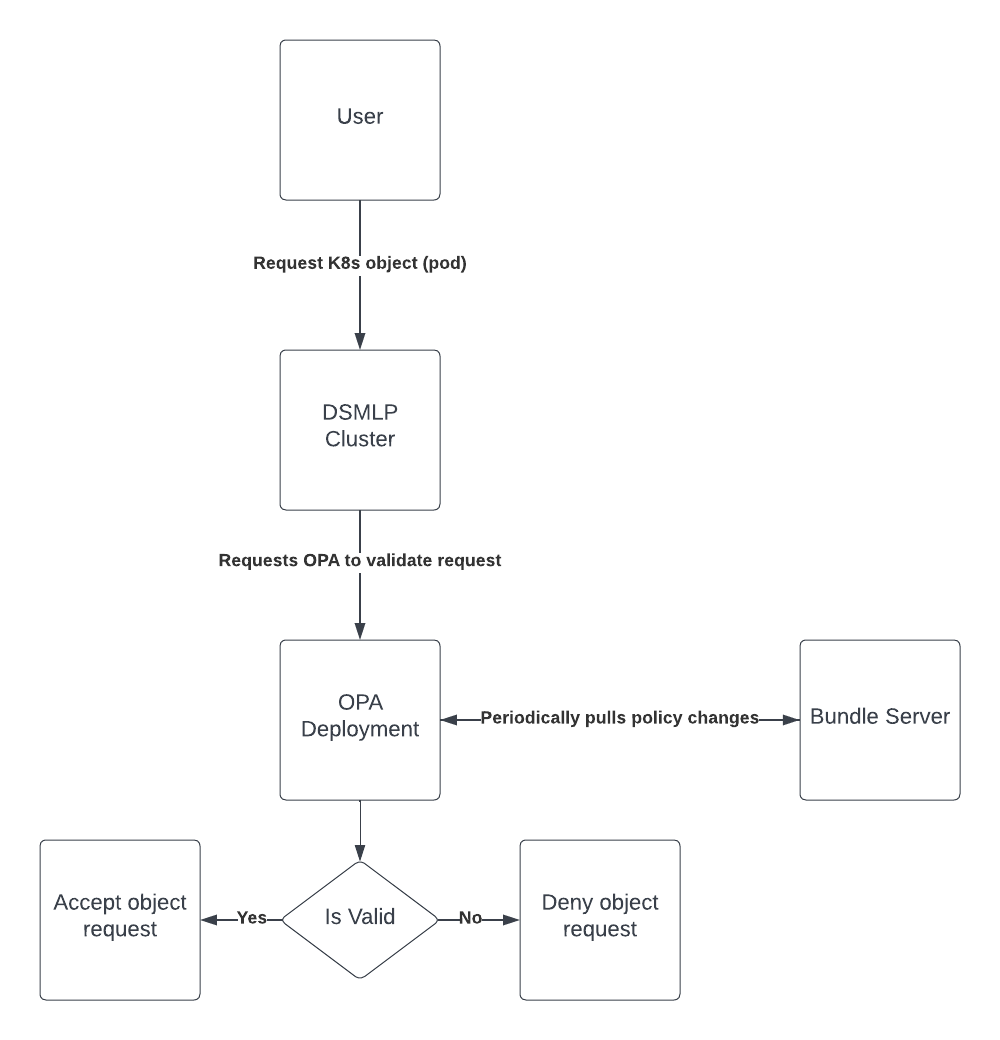 User
Request K8s object (pod)
DSMLP
Cluster
Requests OPA to validate request
OPA
Deployment
Periodically pulls policy changes
Bundle Server
Accept object
request
Yes
Is Valid
No
Deny object
request